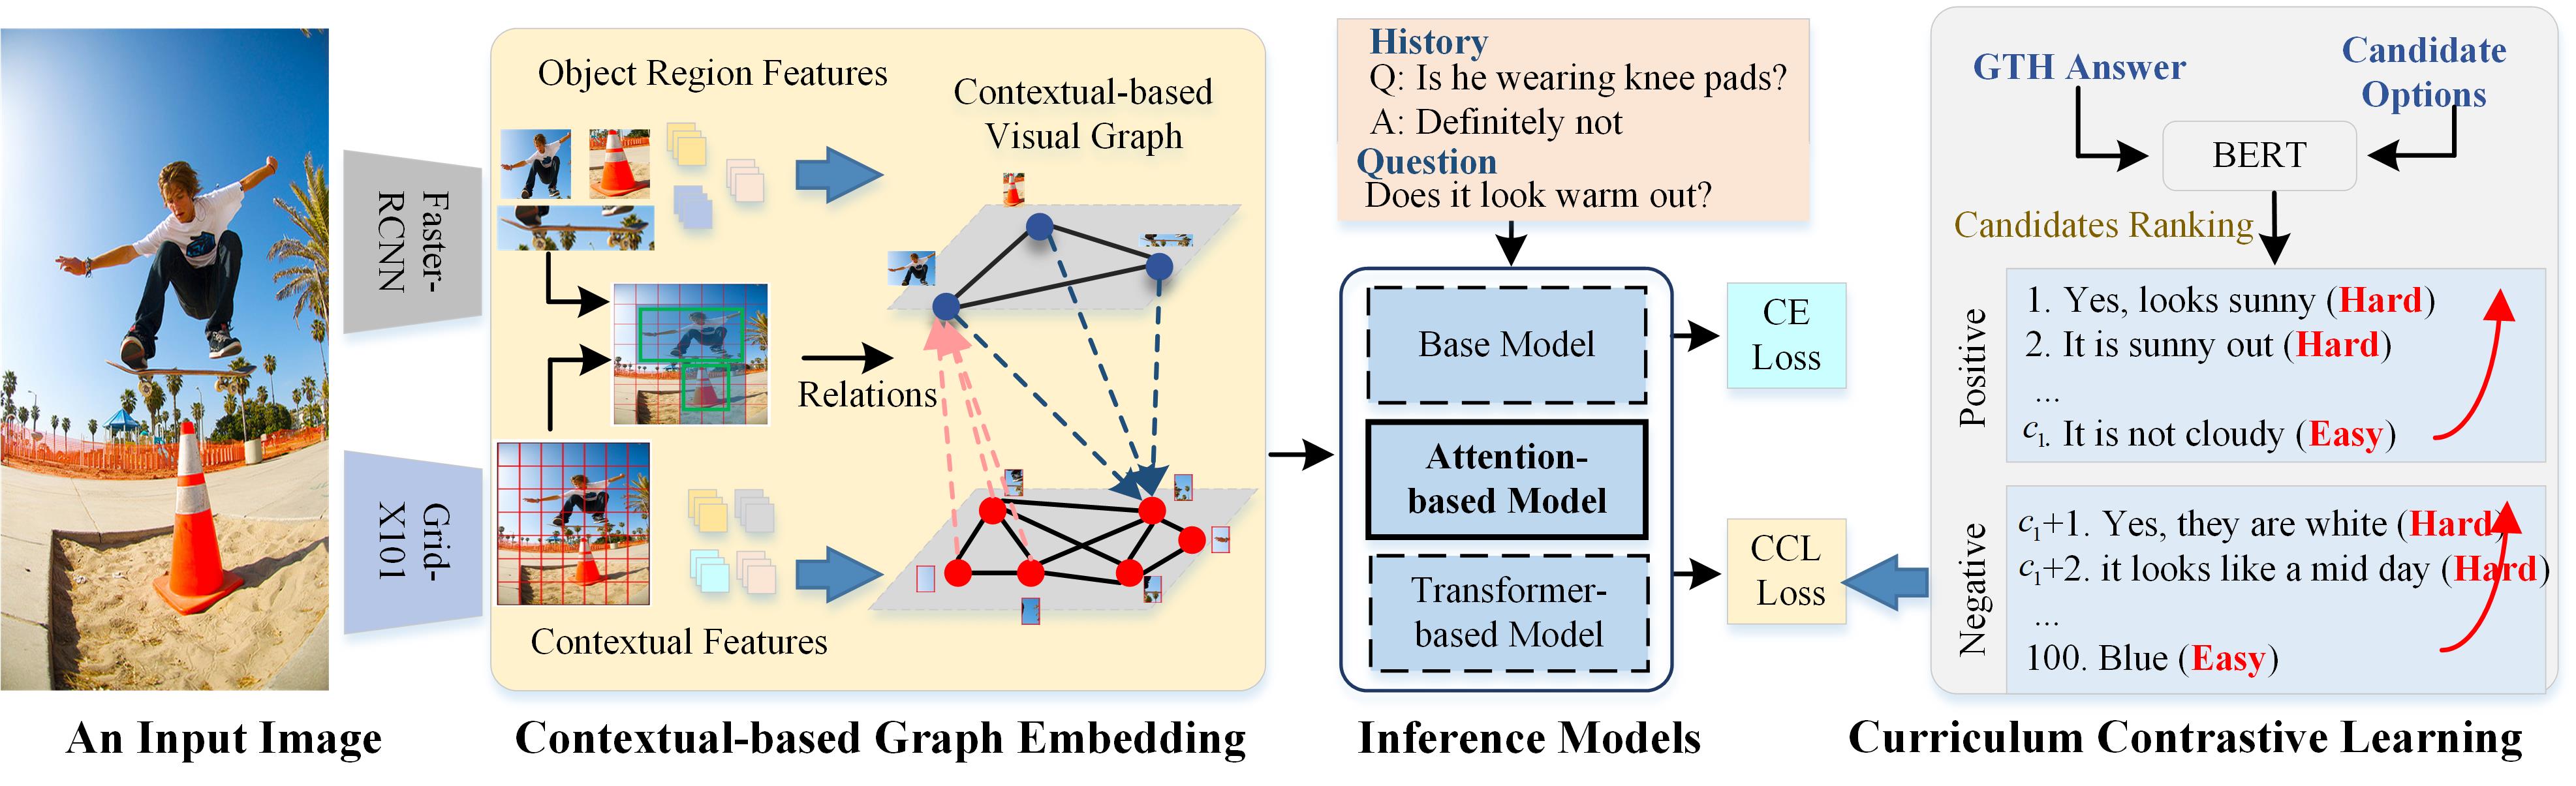 Faster-
RCNN
Grid-
X101
An Input Image
Object Region Features
Contextual-based
Visual Graph
Relations
Contextual Features
Contextual-based Graph Embedding
History
Q: Is he wearing knee pads?
A: Definitely not
Question
Does it look warm out?
Base Model
Attention-
based Model
Transformer-
based Model
Inference Models
CE
Loss
CCL
Loss
GTH Answer
Candidate
Options
BERT
Candidates Ranking
Positive
1. Yes, looks sunny (Hard)
2. It is sunny out (Hard)
...
c₁. It is not cloudy (Easy)
Negative
c₁+1. Yes, they are white (Hard)
c₁+2. it looks like a mid day (Hard)
...
100. Blue (Easy)
Curriculum Contrastive Learning